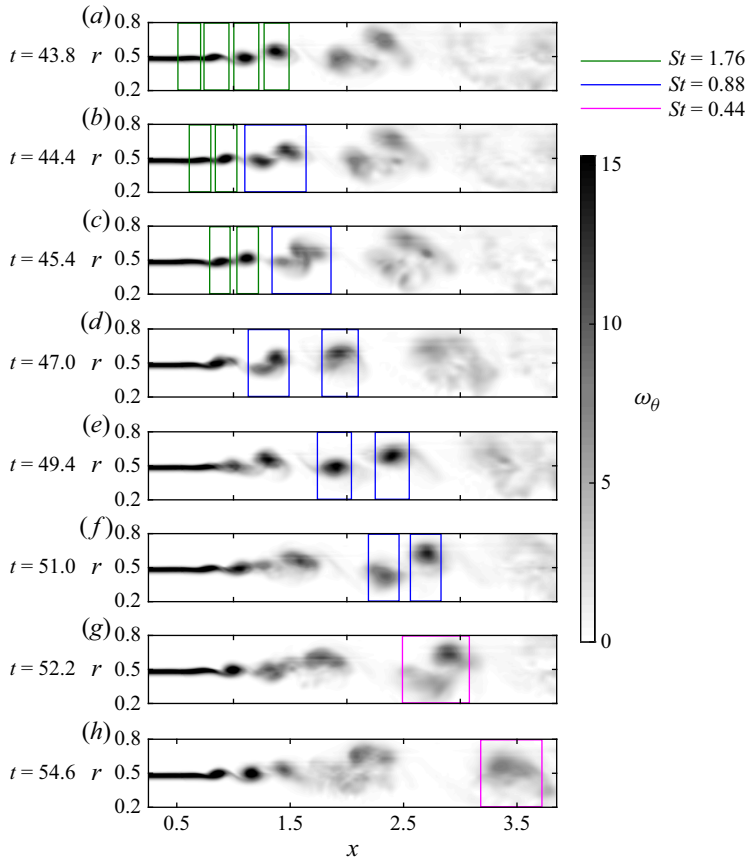 (a)
t = 43.8 r 0.8 0.5 0.2
St = 1.76
St = 0.88
St = 0.44
(b)
t = 44.4 r 0.8 0.5 0.2
(c)
t = 45.4 r 0.8 0.5 0.2
(d)
t = 47.0 r 0.8 0.5 0.2
(e)
t = 49.4 r 0.8 0.5 0.2
(f)
t = 51.0 r 0.8 0.5 0.2
(g)
t = 52.2 r 0.8 0.5 0.2
(h)
t = 54.6 r 0.8 0.5 0.2
0.5 1.5 2.5 3.5
x
15
10
5
0
ω_θ